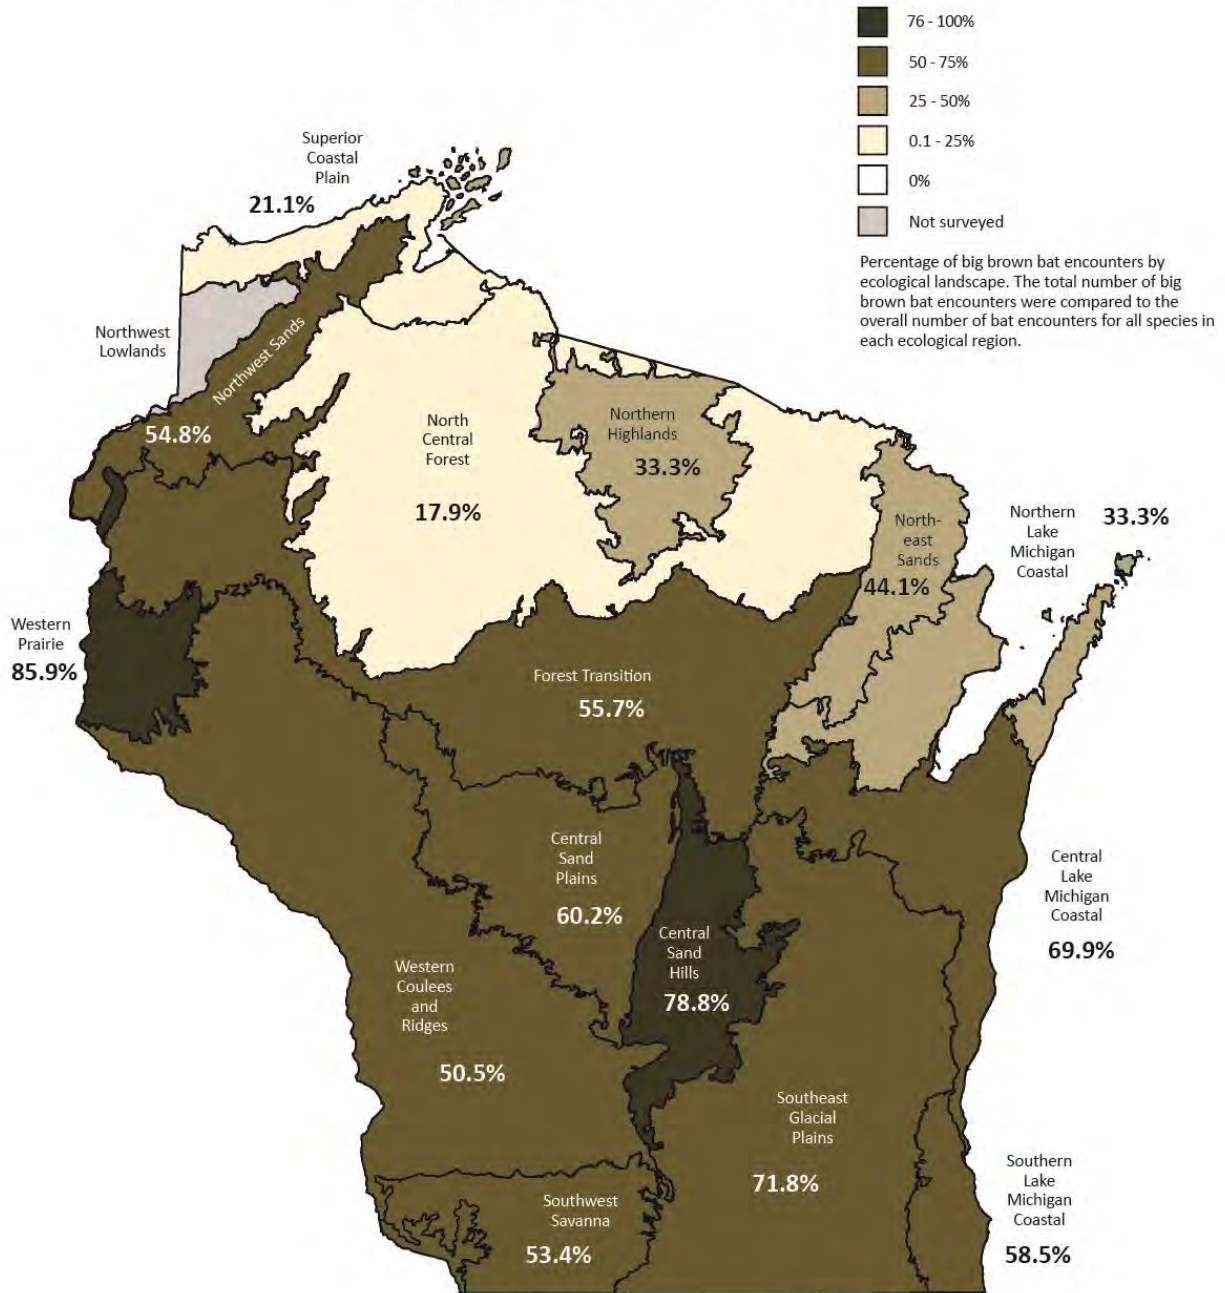 76 - 100%
50 - 75%
25 - 50%
0.1 - 25%
0%
Not surveyed
Percentage of big brown bat encounters by
ecological landscape. The total number of big
brown bat encounters were compared to the
overall number of bat encounters for all species in
each ecological region.
Superior
Coastal
Plain
21.1%
Northwest
Lowlands
Northwest Sands
54.8%
North
Central
Forest
17.9%
Northern
Highlands
33.3%
North-
east
Sands
44.1%
Northern
Lake
Michigan
Coastal
33.3%
Western
Prairie
85.9%
Forest Transition
55.7%
Central
Sand
Plains
60.2%
Central
Sand
Hills
78.8%
Central
Lake
Michigan
Coastal
69.9%
Western
Coulees
and
Ridges
50.5%
Southeast
Glacial
Plains
71.8%
Southwest
Savanna
53.4%
Southern
Lake
Michigan
Coastal
58.5%